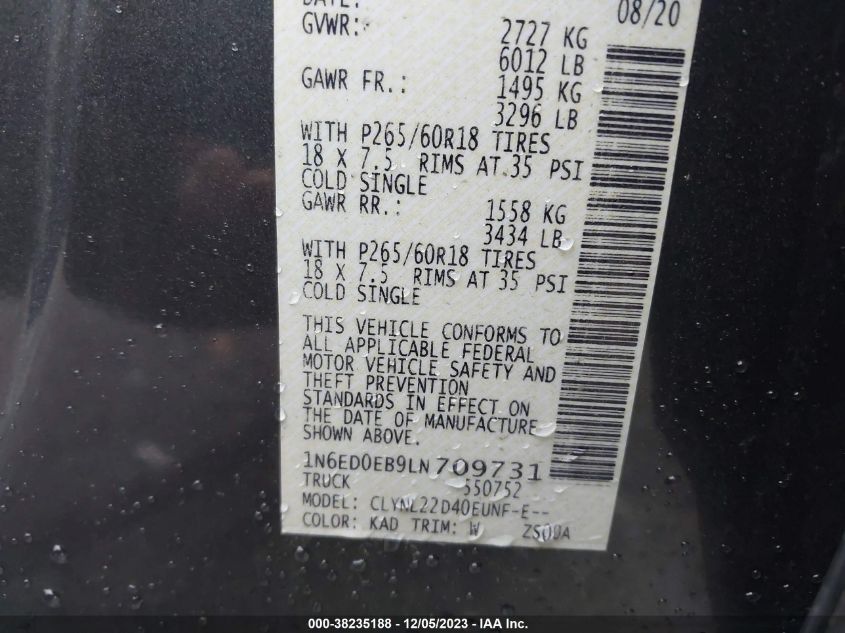 DATE: 08/20
GVWR: 2727 KG
6012 LB
GAWR FR.: 1495 KG
3296 LB
WITH P265/60R18 TIRES
18 X 7.5 RIMS AT 35 PSI
COLD SINGLE
GAWR RR.: 1558 KG
3434 LB
WITH P265/60R18 TIRES
18 X 7.5 RIMS AT 35 PSI
COLD SINGLE
THIS VEHICLE CONFORMS TO
ALL APPLICABLE FEDERAL
MOTOR VEHICLE SAFETY AND
THEFT PREVENTION
STANDARDS IN EFFECT ON
THE DATE OF MANUFACTURE
SHOWN ABOVE.
1N6ED0EB9LN709731
TRUCK 550752
MODEL: CLYNL22D40EUNF-E--
COLOR: KAD TRIM: W
000-38235188 - 12/05/2023 - IAA Inc.